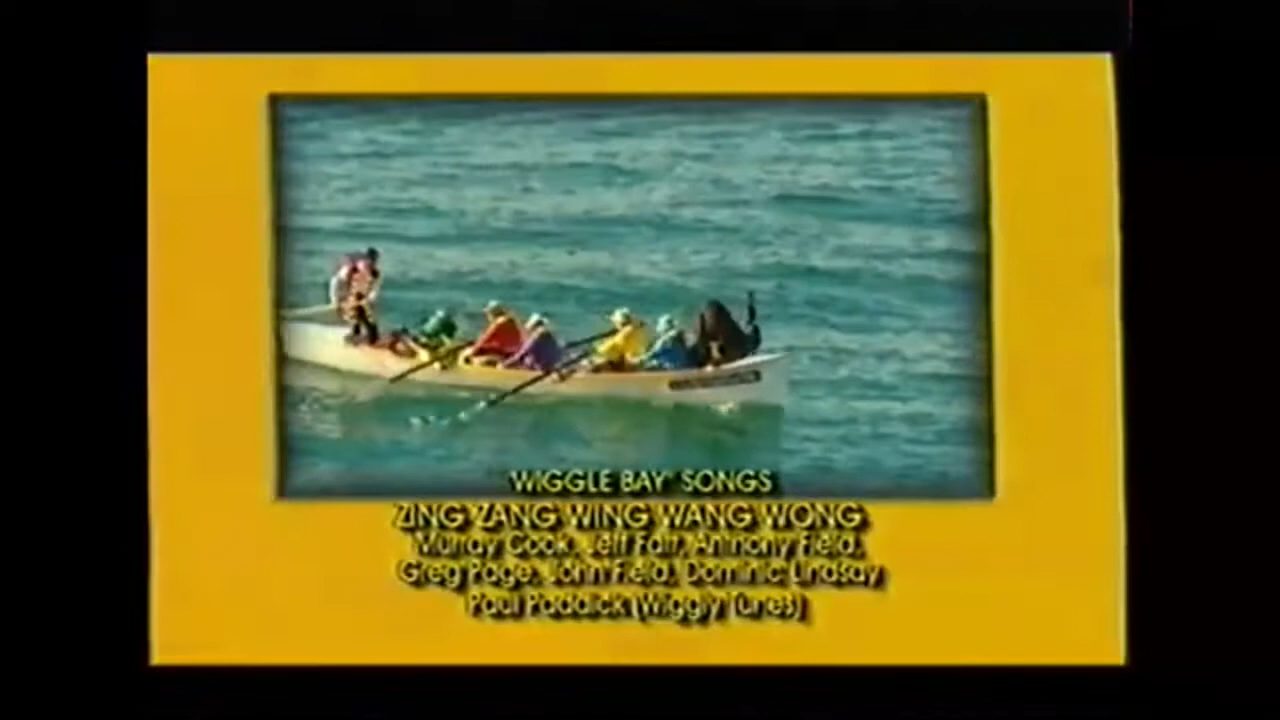 'WIGGLE BAY' SONGS
ZING ZANG WING WANG WONG
Murray Cook, Jeff Fatt, Anthony Field,
Greg Page, John Field, Dominic Lindsay
Paul Paddick (Wiggly Tunes)